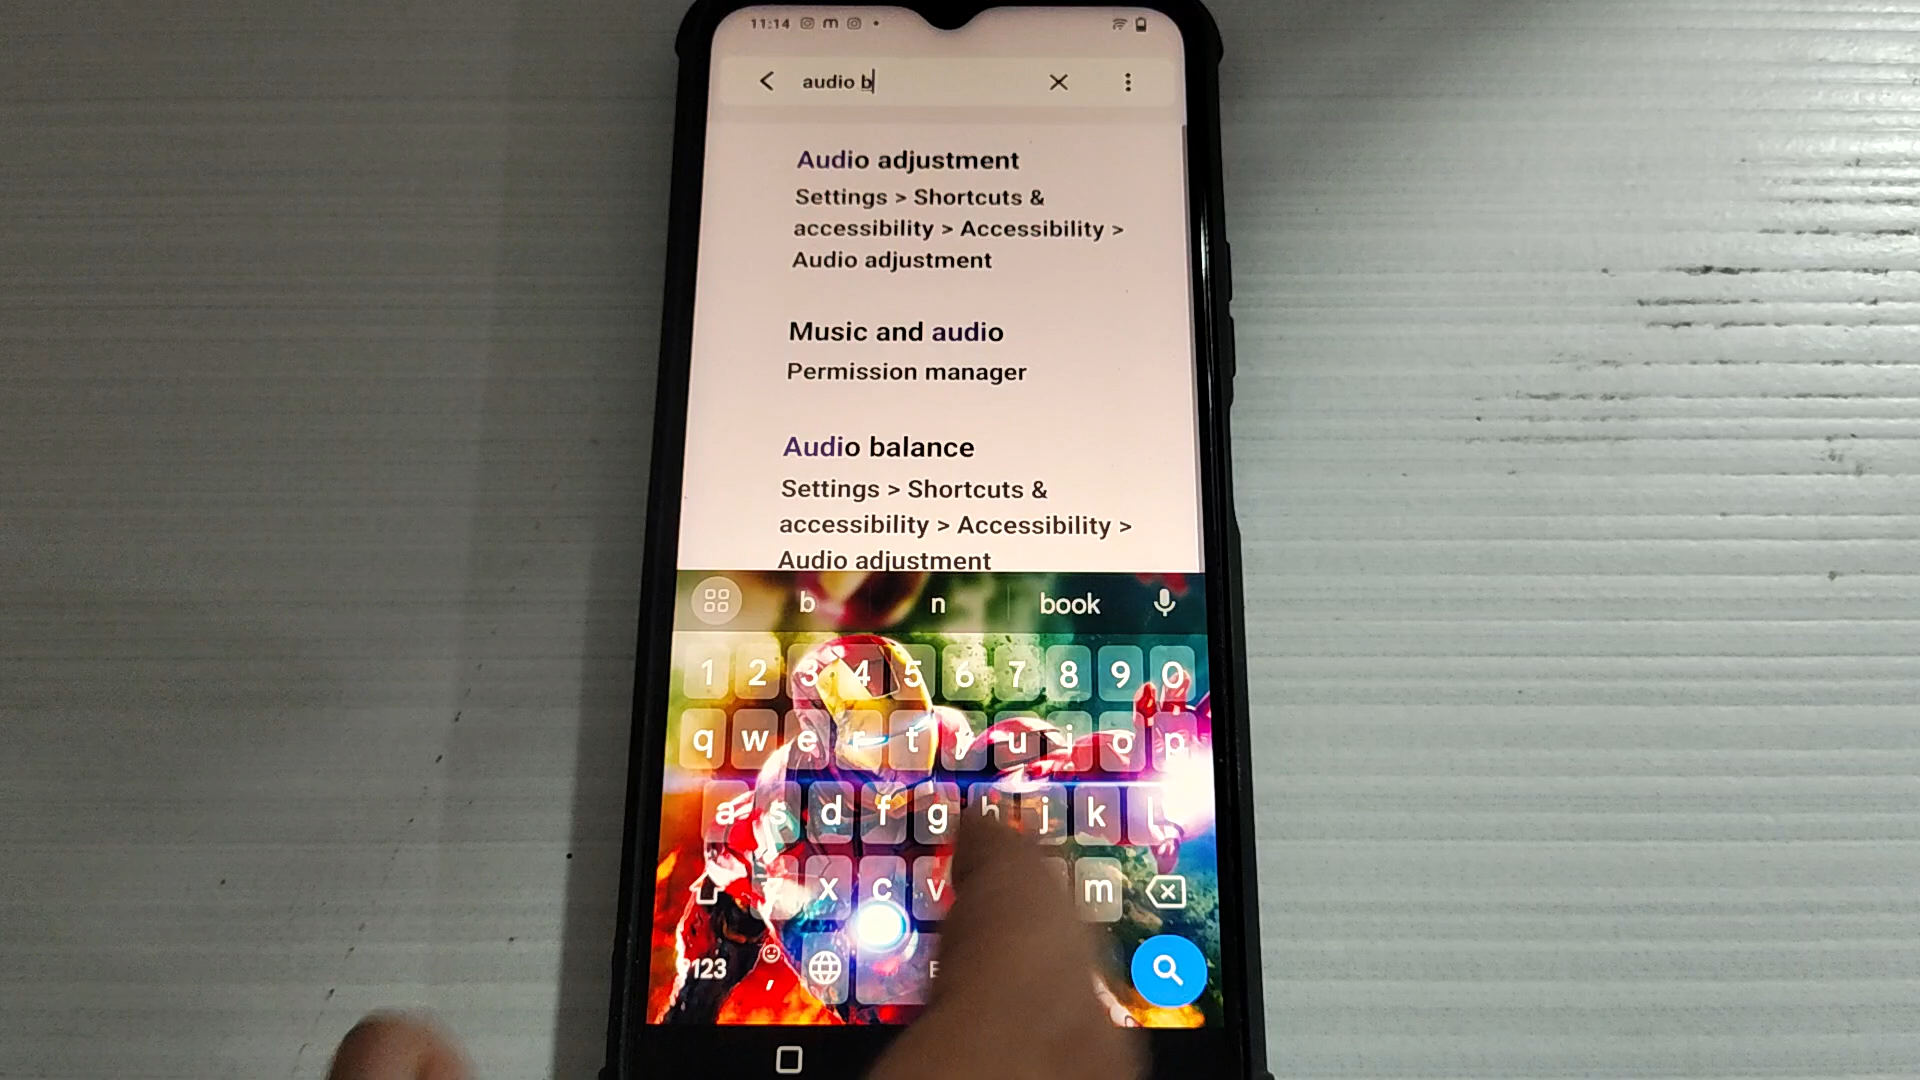 11:14
audio b
Audio adjustment
Settings > Shortcuts &
accessibility > Accessibility >
Audio adjustment
Music and audio
Permission manager
Audio balance
Settings > Shortcuts &
accessibility > Accessibility >
Audio adjustment
b n book
1 2 3 4 5 6 7 8 9 0
q w e r t y u i o p
a s d f g h j k l
z x c v m
?123 ,